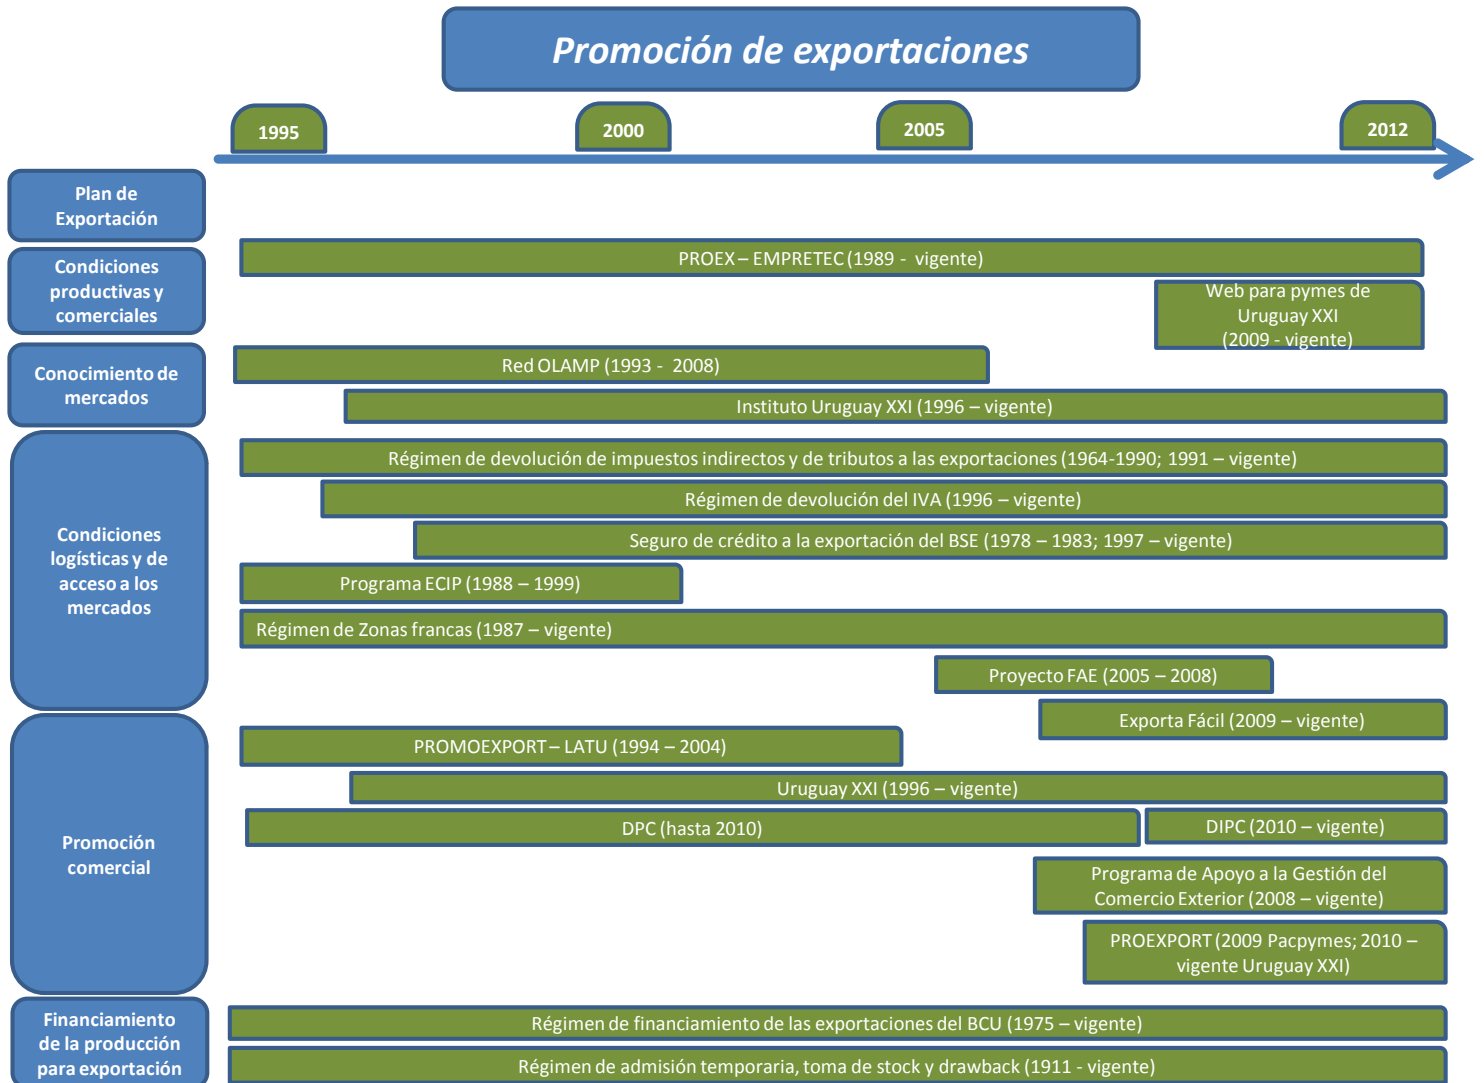 Promoción de exportaciones
1995
2000
2005
2012
Plan de
Exportación
Condiciones
productivas y
comerciales
PROEX – EMPRETEC (1989 - vigente)
Web para pymes de
Uruguay XXI
(2009 - vigente)
Conocimiento de
mercados
Red OLAMP (1993 - 2008)
Instituto Uruguay XXI (1996 – vigente)
Condiciones
logísticas y de
acceso a los
mercados
Régimen de devolución de impuestos indirectos y de tributos a las exportaciones (1964-1990; 1991 – vigente)
Régimen de devolución del IVA (1996 – vigente)
Seguro de crédito a la exportación del BSE (1978 – 1983; 1997 – vigente)
Programa ECIP (1988 – 1999)
Régimen de Zonas francas (1987 – vigente)
Proyecto FAE (2005 – 2008)
Exporta Fácil (2009 – vigente)
Promoción
comercial
PROMOEXPORT – LATU (1994 – 2004)
Uruguay XXI (1996 – vigente)
DPC (hasta 2010)
DIPC (2010 – vigente)
Programa de Apoyo a la Gestión del
Comercio Exterior (2008 – vigente)
PROEXPORT (2009 Pacpymes; 2010 –
vigente Uruguay XXI)
Financiamiento
de la producción
para exportación
Régimen de financiamiento de las exportaciones del BCU (1975 – vigente)
Régimen de admisión temporaria, toma de stock y drawback (1911 - vigente)